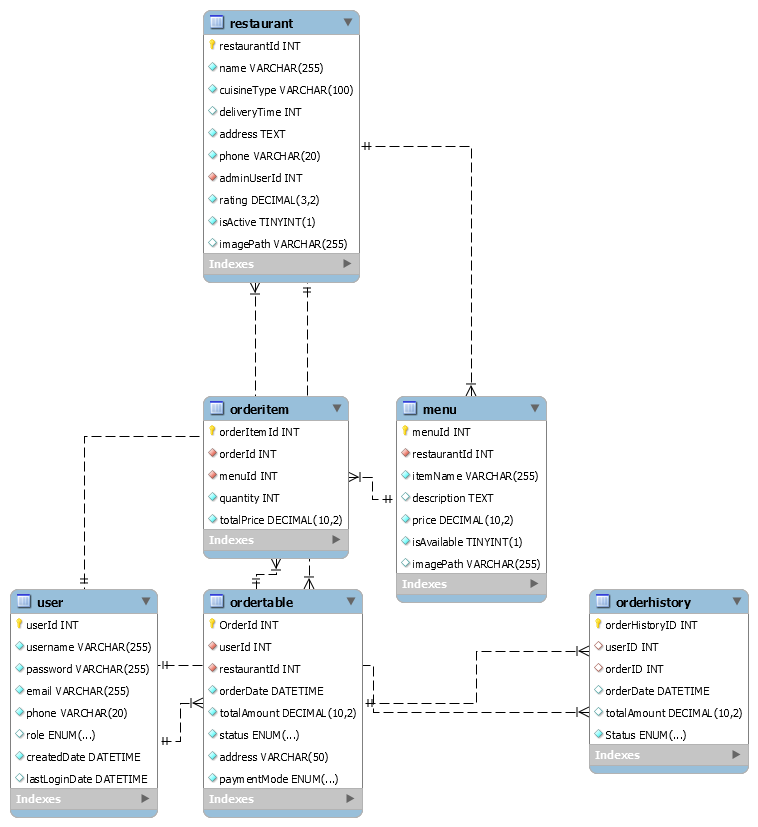 restaurant
restaurantId INT
name VARCHAR(255)
cuisineType VARCHAR(100)
deliveryTime INT
address TEXT
phone VARCHAR(20)
adminUserId INT
rating DECIMAL(3,2)
isActive TINYINT(1)
imagePath VARCHAR(255)
Indexes
orderitem
orderItemId INT
orderId INT
menuId INT
quantity INT
totalPrice DECIMAL(10,2)
Indexes
menu
menuId INT
restaurantId INT
itemName VARCHAR(255)
description TEXT
price DECIMAL(10,2)
isAvailable TINYINT(1)
imagePath VARCHAR(255)
Indexes
user
userId INT
username VARCHAR(255)
password VARCHAR(255)
email VARCHAR(255)
phone VARCHAR(20)
role ENUM(...)
createdDate DATETIME
lastLoginDate DATETIME
Indexes
ordertable
OrderId INT
userId INT
restaurantId INT
orderDate DATETIME
totalAmount DECIMAL(10,2)
status ENUM(...)
address VARCHAR(50)
paymentMode ENUM(...)
Indexes
orderhistory
orderHistoryID INT
userID INT
orderID INT
orderDate DATETIME
totalAmount DECIMAL(10,2)
Status ENUM(...)
Indexes